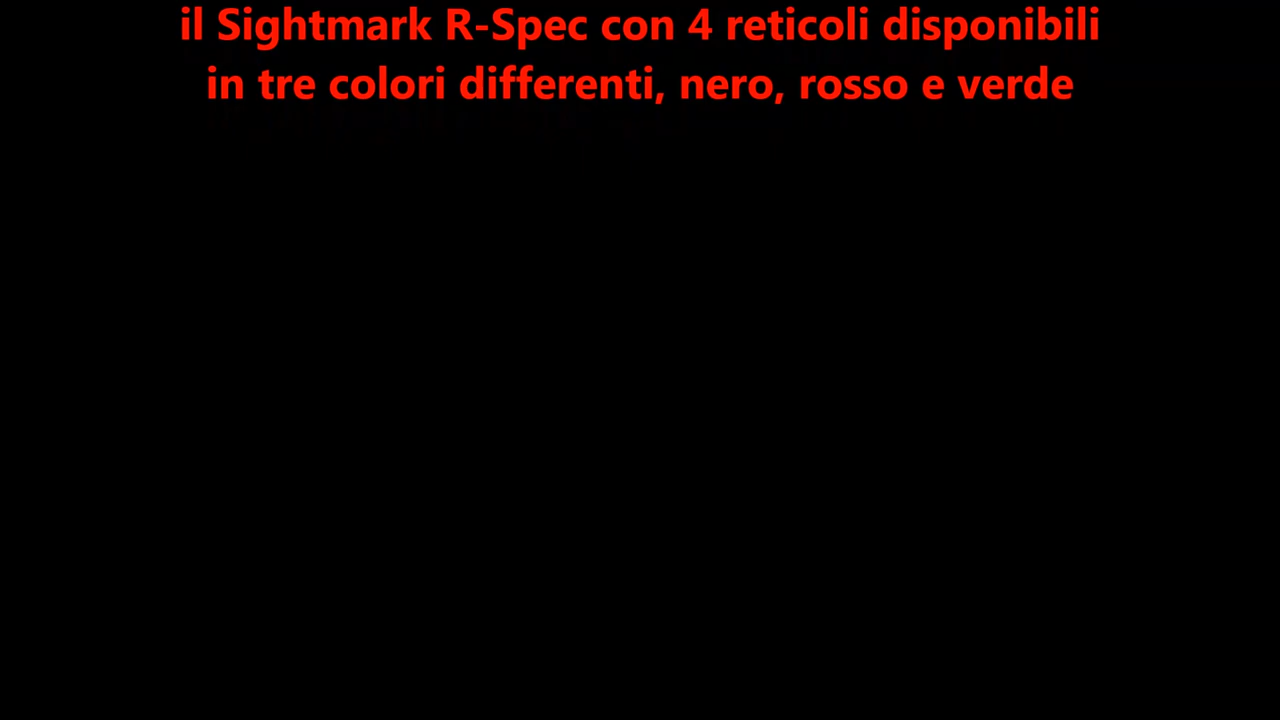 il Sightmark R-Spec con 4 reticoli disponibili
in tre colori differenti, nero, rosso e verde